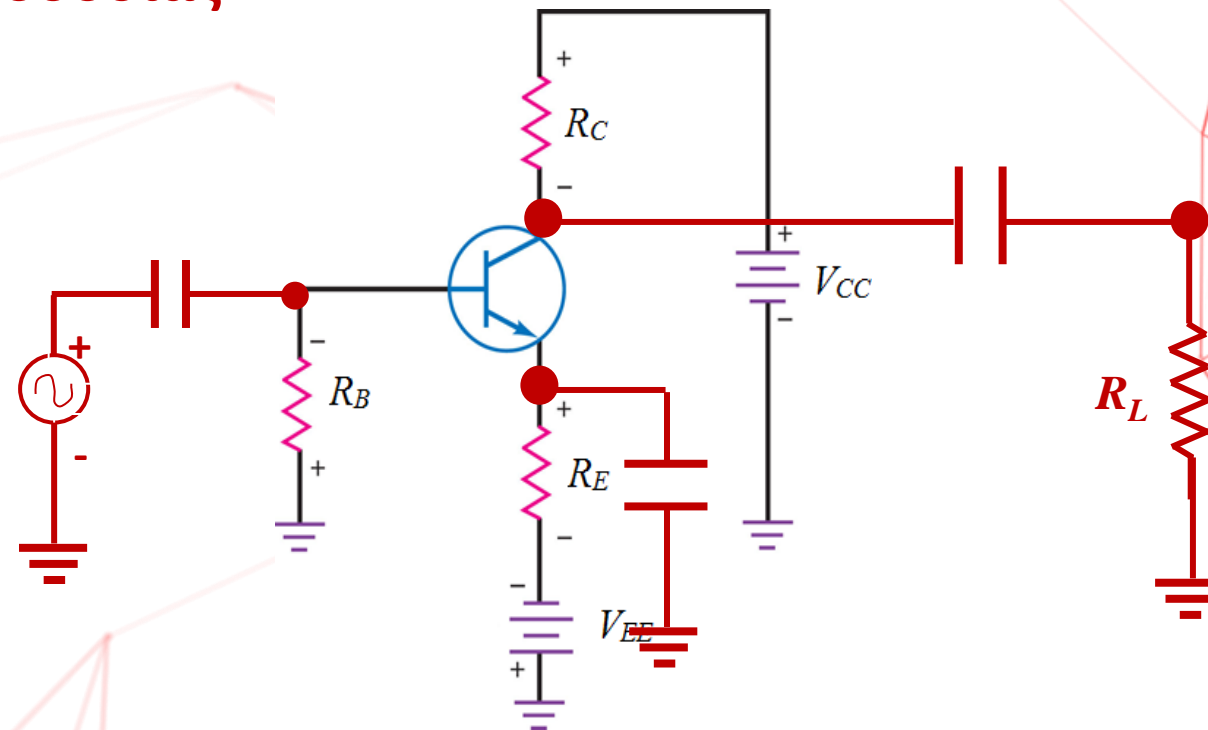 +
R_C
−
+
V_CC
−
+
−
R_B
+
-
+
R_E
−
R_L
−
V_EE
+